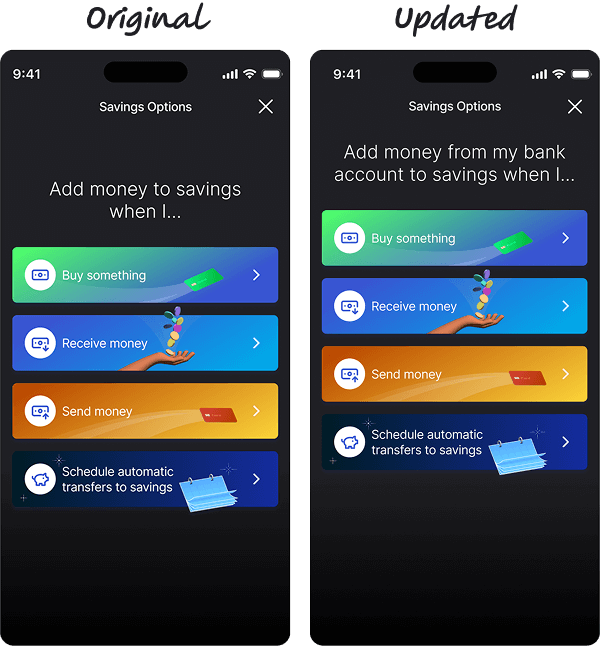 Original
9:41
Savings Options
Add money to savings
when I...
Buy something
Receive money
Send money
Schedule automatic
transfers to savings
Updated
9:41
Savings Options
Add money from my bank
account to savings when I...
Buy something
Receive money
Send money
Schedule automatic
transfers to savings